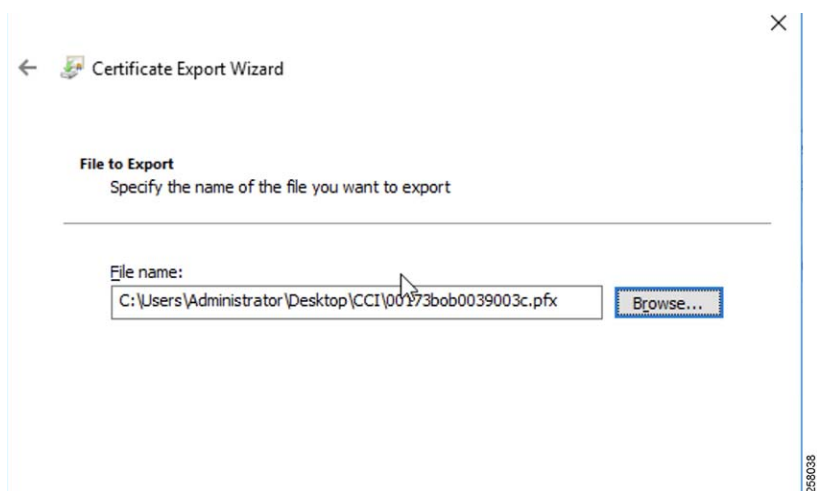 Certificate Export Wizard
File to Export
Specify the name of the file you want to export
File name:
C:\Users\Administrator\Desktop\CCI\00173bob0039003c.pfx
Browse...
258038